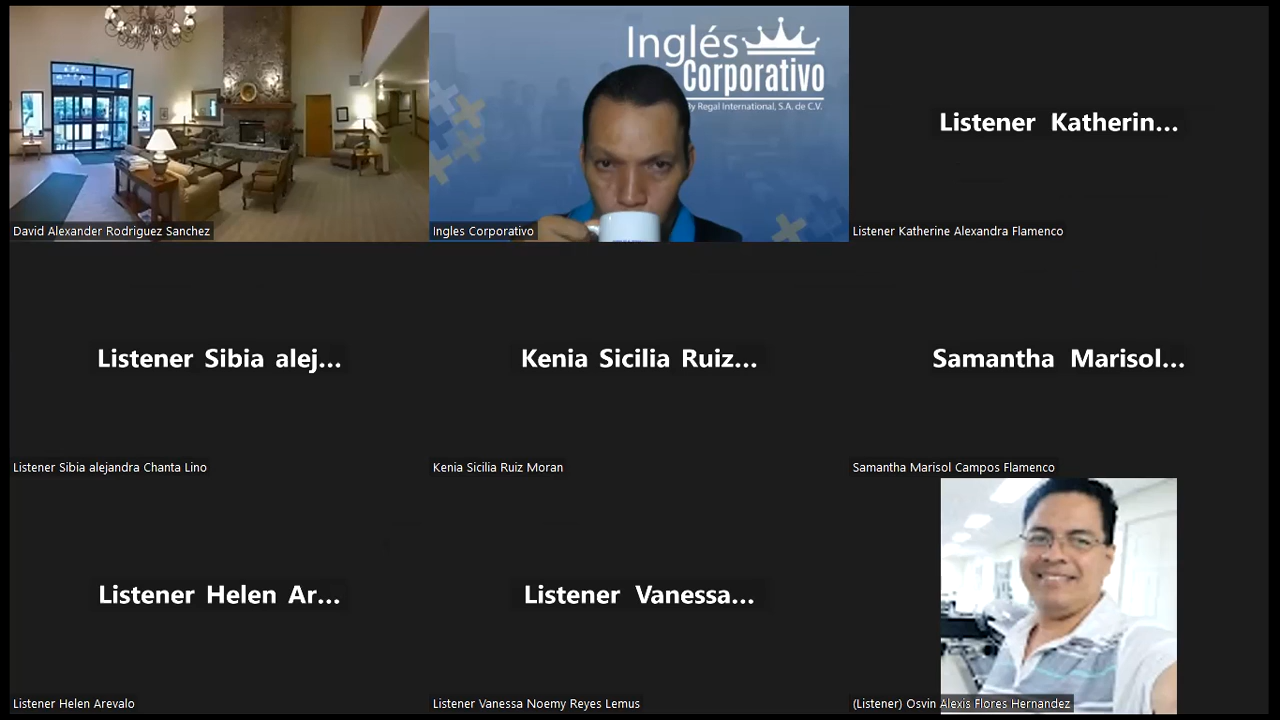 Inglés
Corporativo
By Regal International, S.A. de C.V.
David Alexander Rodriguez Sanchez
Ingles Corporativo
Listener Katherin...
Listener Katherine Alexandra Flamenco
Listener Sibia alej...
Listener Sibia alejandra Chanta Lino
Kenia Sicilia Ruiz...
Kenia Sicilia Ruiz Moran
Samantha Marisol...
Samantha Marisol Campos Flamenco
Listener Helen Ar...
Listener Helen Arevalo
Listener Vanessa...
Listener Vanessa Noemy Reyes Lemus
(Listener) Osvin Alexis Flores Hernandez